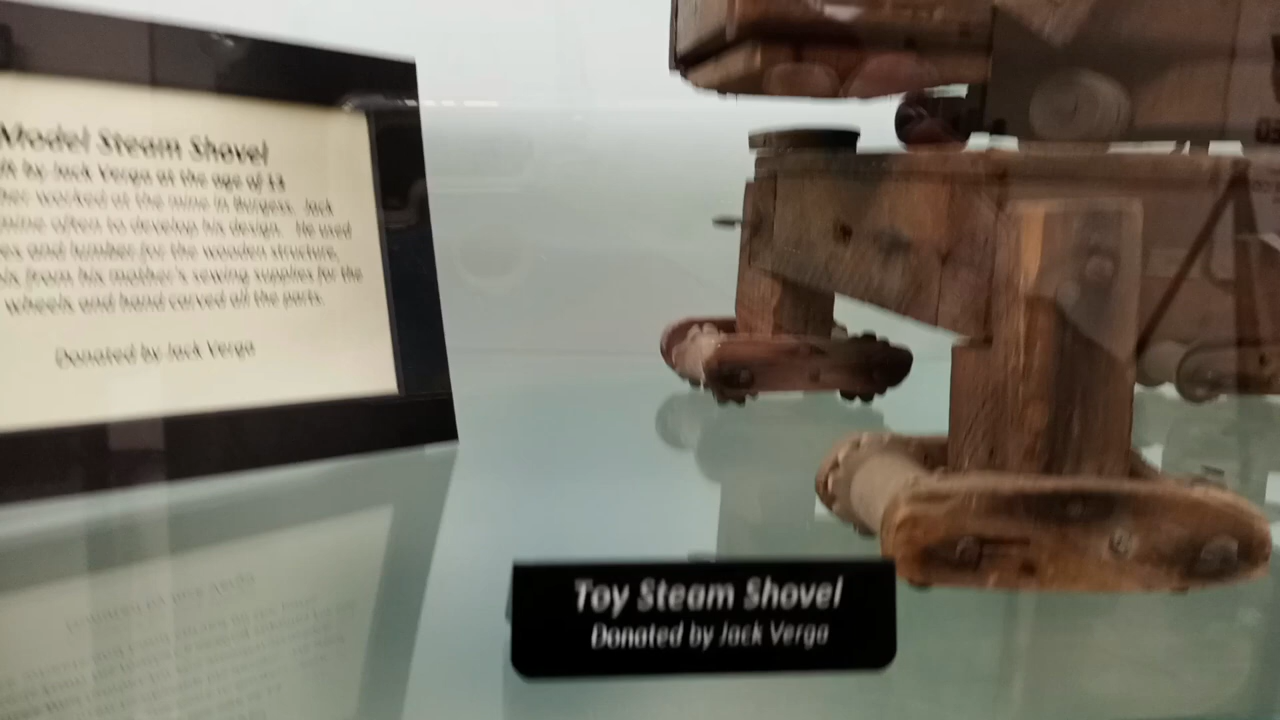 Model Steam Shovel
by Jack Verga at the age of 13
worked at the mine in Burgess. Jack
mine often to develop his design. He used
and lumber for the wooden structure,
from his mother's sewing supplies for the
wheels and hand carved all the parts.
Donated by Jack Verga
Toy Steam Shovel
Donated by Jack Verga